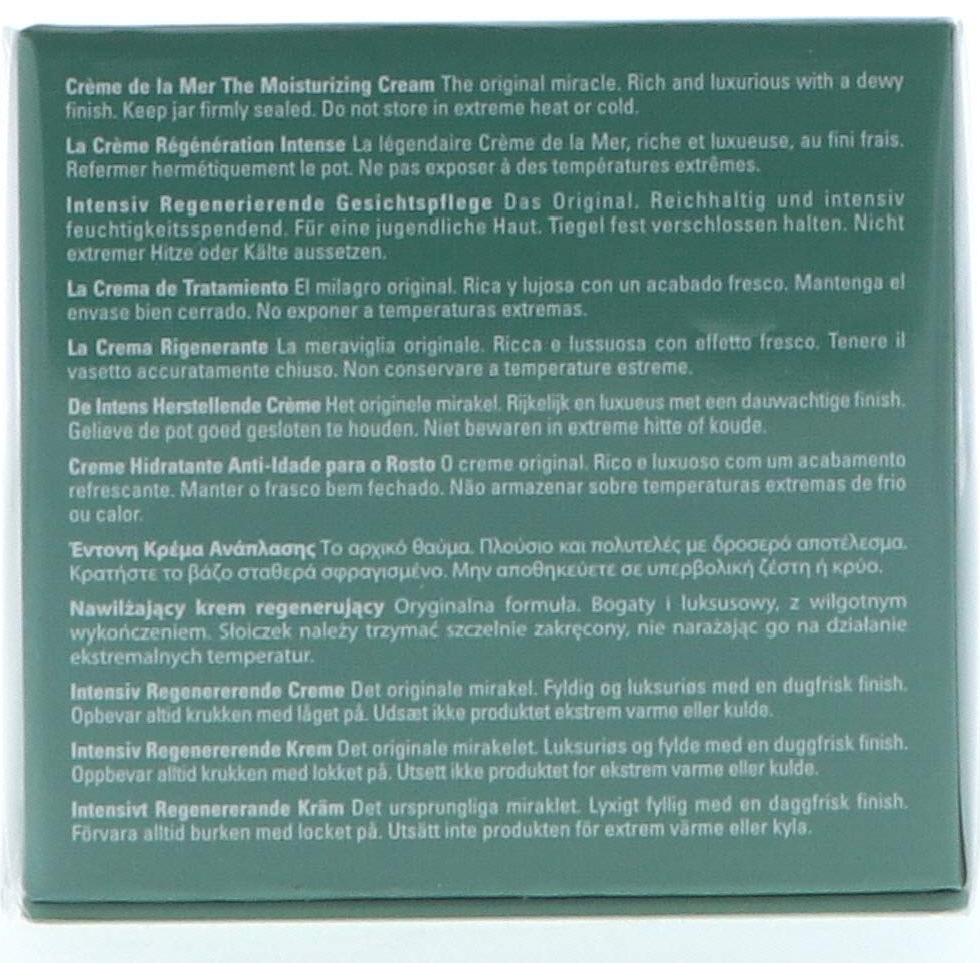 Crème de la Mer The Moisturizing Cream The original miracle. Rich and luxurious with a dewy
finish. Keep jar firmly sealed. Do not store in extreme heat or cold.
La Crème Régénération Intense La légendaire Crème de la Mer, riche et luxueuse, au fini frais.
Refermer hermétiquement le pot. Ne pas exposer à des températures extrêmes.
Intensiv Regenerierende Gesichtspflege Das Original. Reichhaltig und intensiv
feuchtigkeitsspendend. Für eine jugendliche Haut. Tiegel fest verschlossen halten. Nicht
extremer Hitze oder Kälte aussetzen.
La Crema de Tratamiento El milagro original. Rica y lujosa con un acabado fresco. Mantenga el
envase bien cerrado. No exponer a temperaturas extremas.
La Crema Rigenerante La meraviglia originale. Ricca e lussuosa con effetto fresco. Tenere il
vasetto accuratamente chiuso. Non conservare a temperature estreme.
De Intens Herstellende Crème Het originele mirakel. Rijkelijk en luxueus met een dauwachtige finish.
Gelieve de pot goed gesloten te houden. Niet bewaren in extreme hitte of koude.
Creme Hidratante Anti-Idade para o Rosto O creme original. Rico e luxuoso com um acabamento
refrescante. Manter o frasco bem fechado. Não armazenar sobre temperaturas extremas de frio
ou calor.
Έντονη Κρέμα Ανάπλασης Το αρχικό θαύμα. Πλούσιο και πολυτελές με δροσερό αποτέλεσμα.
Κρατήστε το βάζο σταθερά σφραγισμένο. Μην αποθηκεύετε σε υπερβολική ζέστη ή κρύο.
Nawilżający krem regenerujący Oryginalna formuła. Bogaty i luksusowy, z wilgotnym
wykończeniem. Słoiczek należy trzymać szczelnie zakręcony, nie narażając go na działanie
ekstremalnych temperatur.
Intensiv Regenererende Creme Det originale mirakel. Fyldig og luksuriøs med en dugfrisk finish.
Opbevar altid krukken med låget på. Udsæt ikke produktet ekstrem varme eller kulde.
Intensiv Regenererende Krem Det originale mirakelet. Luksuriøs og fylde med en duggfrisk finish.
Oppbevar alltid krukken med lokket på. Utsett ikke produktet for ekstrem varme eller kulde.
Intensivt Regenererande Kräm Det ursprungliga miraklet. Lyxigt fyllig med en daggfrisk finish.
Förvara alltid burken med locket på. Utsätt inte produkten för extrem värme eller kyla.